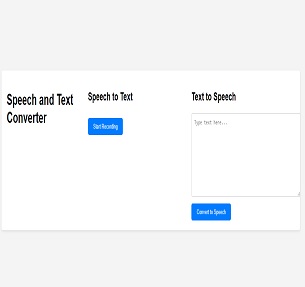 Speech and Text
Converter
Speech to Text
Start Recording
Text to Speech
Type text here...
Convert to Speech